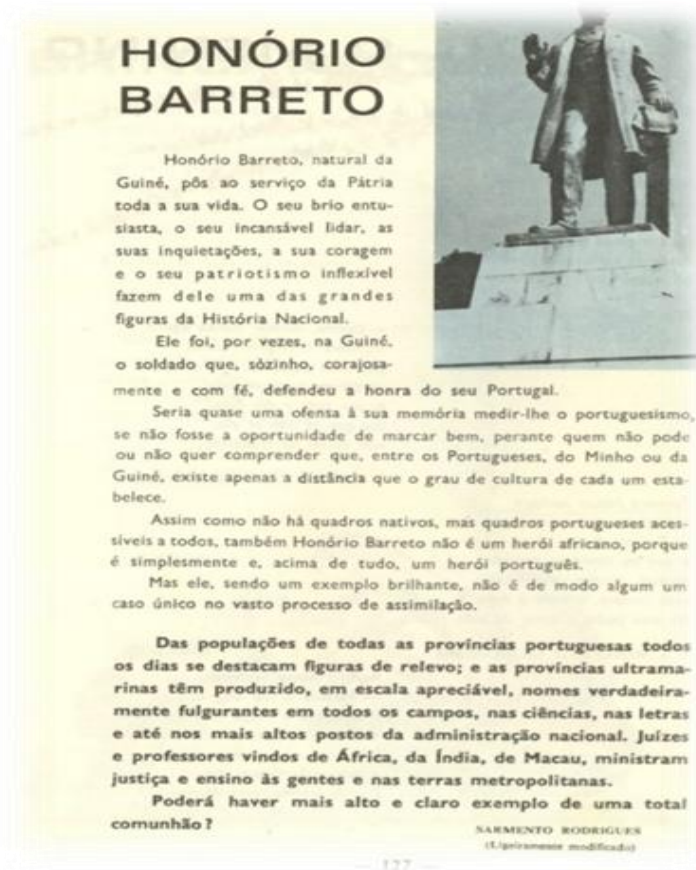 HONÓRIO
BARRETO
Honório Barreto, natural da
Guiné, pôs ao serviço da Pátria
toda a sua vida. O seu brio entu-
siasta, o seu incansável lidar, as
suas inquietações, a sua coragem
e o seu patriotismo inflexível
fazem dele uma das grandes
figuras da História Nacional.
Ele foi, por vezes, na Guiné,
o soldado que, sòzinho, corajosa-
mente e com fé, defendeu a honra do seu Portugal.
Seria quase uma ofensa à sua memória medir-lhe o portuguesismo,
se não fosse a oportunidade de marcar bem, perante quem não pode
ou não quer comprender que, entre os Portugueses, do Minho ou da
Guiné, existe apenas a distância que o grau de cultura de cada um esta-
belece.
Assim como não há quadros nativos, mas quadros portugueses aces-
síveis a todos, também Honório Barreto não é um herói africano, porque
é simplesmente e, acima de tudo, um herói português.
Mas ele, sendo um exemplo brilhante, não é de modo algum um
caso único no vasto processo de assimilação.
Das populações de todas as províncias portuguesas todos
os dias se destacam figuras de relevo; e as províncias ultrama-
rinas têm produzido, em escala apreciável, nomes verdadeira-
mente fulgurantes em todos os campos, nas ciências, nas letras
e até nos mais altos postos da administração nacional. Juízes
e professores vindos de África, da Índia, de Macau, ministram
justiça e ensino às gentes e nas terras metropolitanas.
Poderá haver mais alto e claro exemplo de uma total
comunhão?
SARMENTO RODRIGUES
(Ligeiramente modificado)
— 127 —